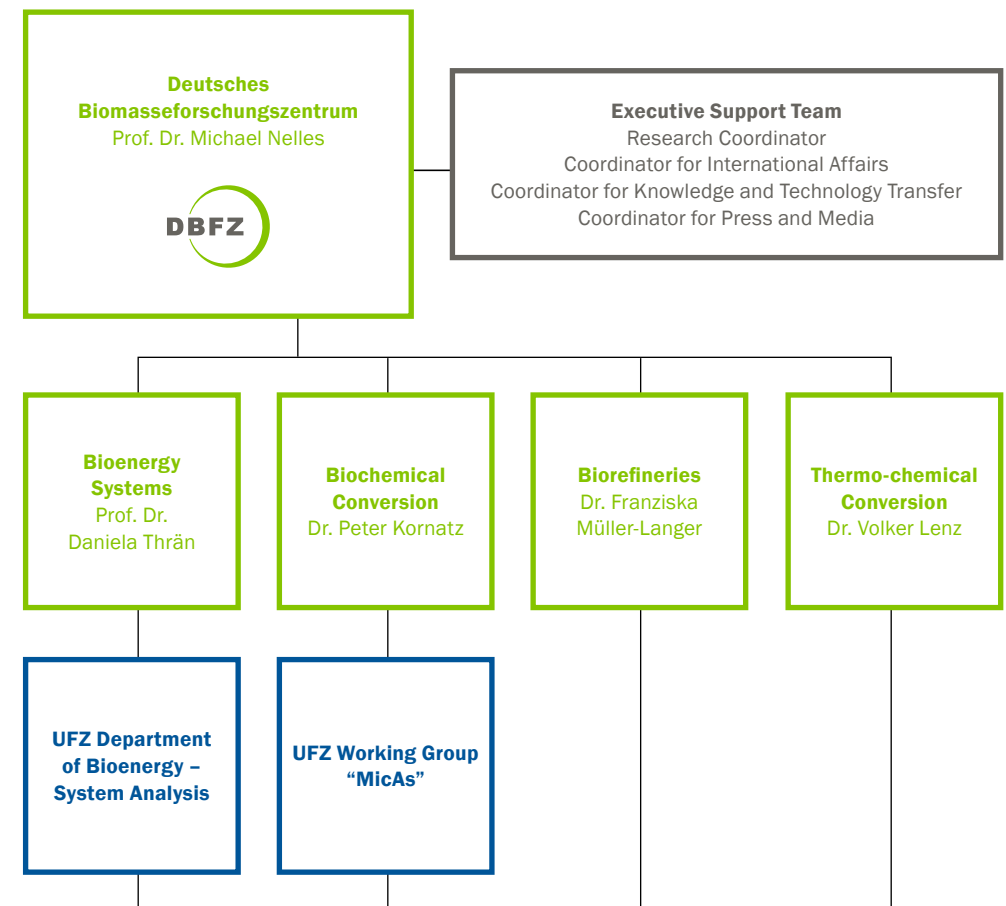 Deutsches
Biomasseforschungszentrum
Prof. Dr. Michael Nelles
DBFZ
Executive Support Team
Research Coordinator
Coordinator for International Affairs
Coordinator for Knowledge and Technology Transfer
Coordinator for Press and Media
Bioenergy
Systems
Prof. Dr.
Daniela Thrän
Biochemical
Conversion
Dr. Peter Kornatz
Biorefineries
Dr. Franziska
Müller-Langer
Thermo-chemical
Conversion
Dr. Volker Lenz
UFZ Department
of Bioenergy –
System Analysis
UFZ Working Group
“MicAs”